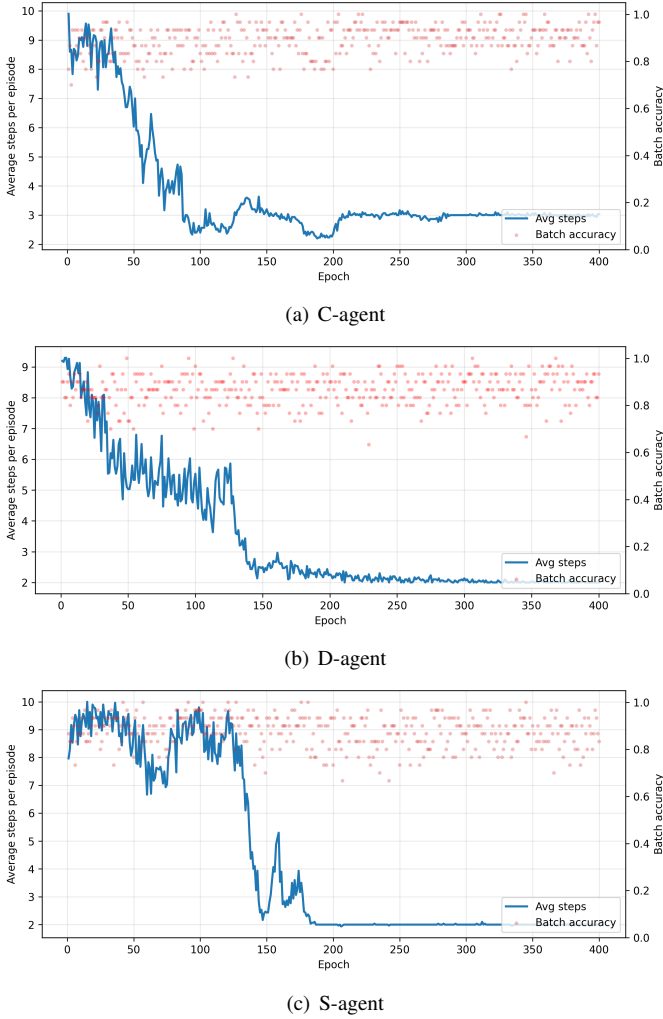 10
9
8
7
6
5
4
3
2
Average steps per episode
1.0
0.8
0.6
0.4
0.2
0.0
Batch accuracy
Avg steps
Batch accuracy
0 50 100 150 200 250 300 350 400
Epoch
(a) C-agent
9
8
7
6
5
4
3
2
Average steps per episode
1.0
0.8
0.6
0.4
0.2
0.0
Batch accuracy
Avg steps
Batch accuracy
0 50 100 150 200 250 300 350 400
Epoch
(b) D-agent
10
9
8
7
6
5
4
3
2
Average steps per episode
1.0
0.8
0.6
0.4
0.2
0.0
Batch accuracy
Avg steps
Batch accuracy
0 50 100 150 200 250 300 350 400
Epoch
(c) S-agent